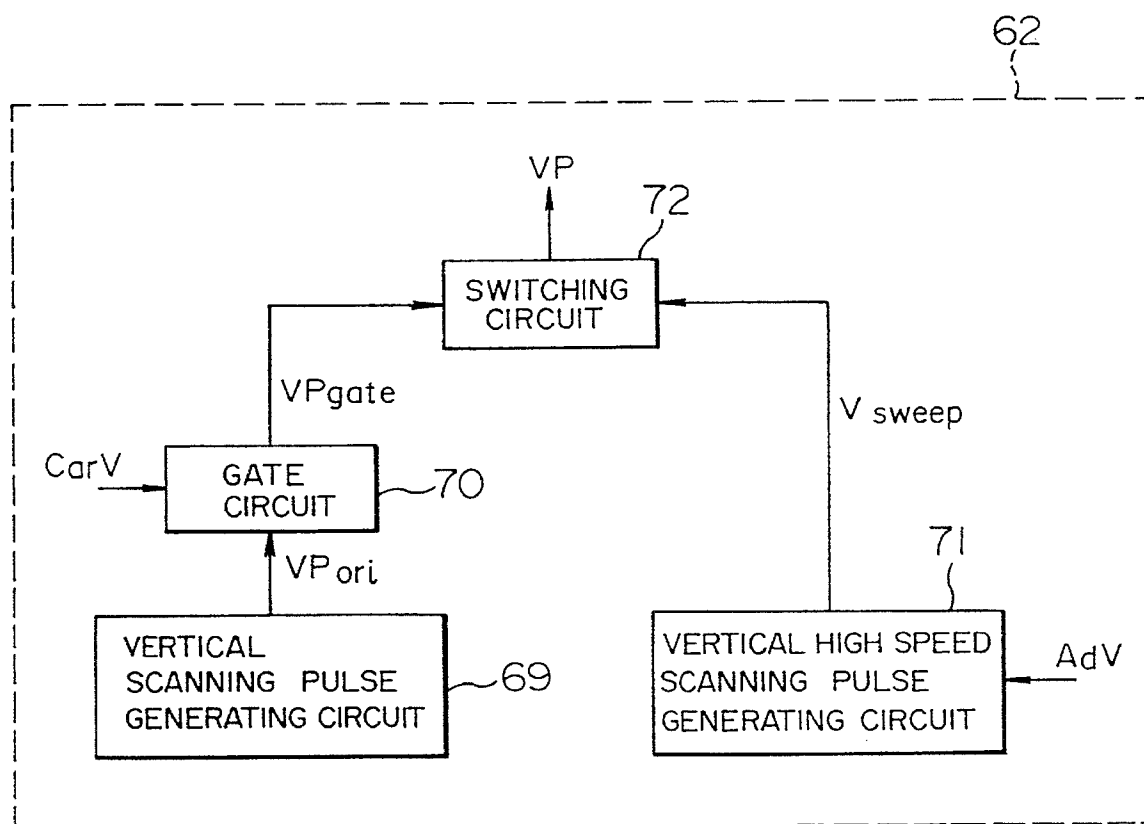 62
VP
72
SWITCHING
CIRCUIT
VPgate
V sweep
CarV
GATE
CIRCUIT
70
VPori
71
VERTICAL
SCANNING PULSE
GENERATING CIRCUIT
69
VERTICAL HIGH SPEED
SCANNING PULSE
GENERATING CIRCUIT
AdV